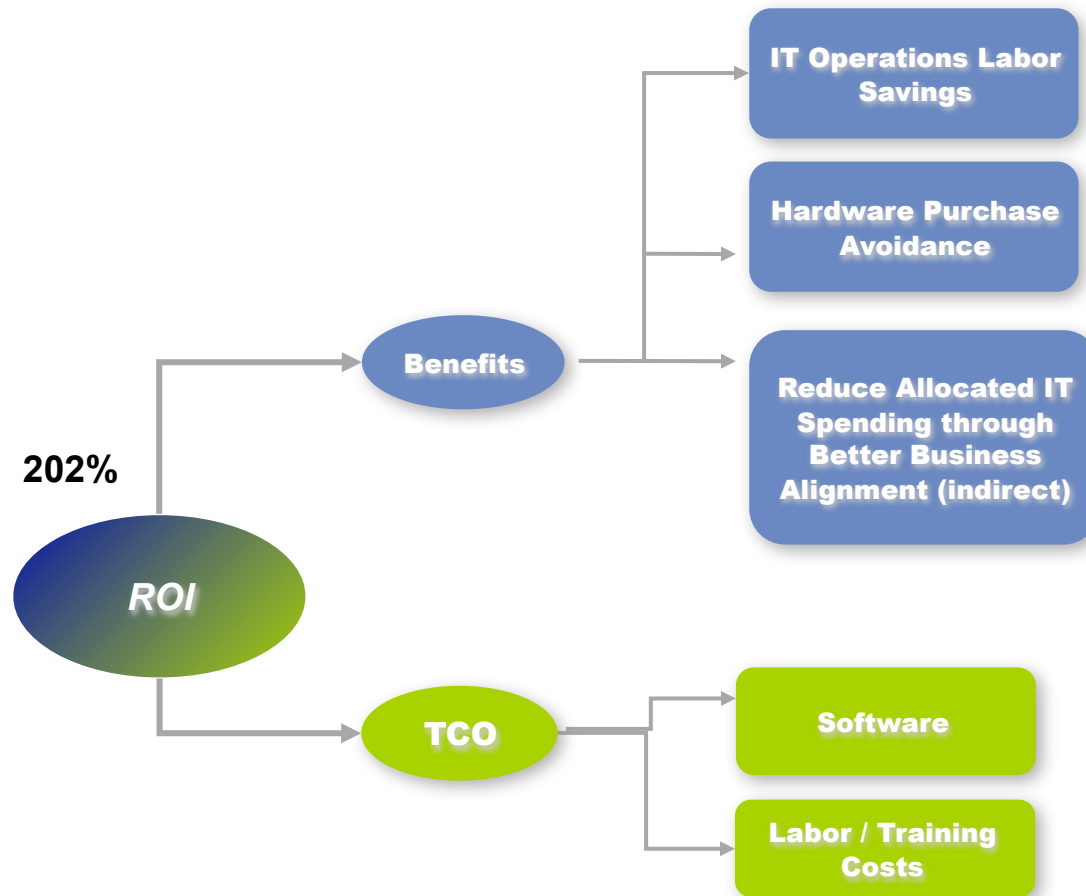 IT Operations Labor
Savings
Hardware Purchase
Avoidance
Benefits
Reduce Allocated IT
Spending through
Better Business
Alignment (indirect)
202%
ROI
TCO
Software
Labor / Training
Costs